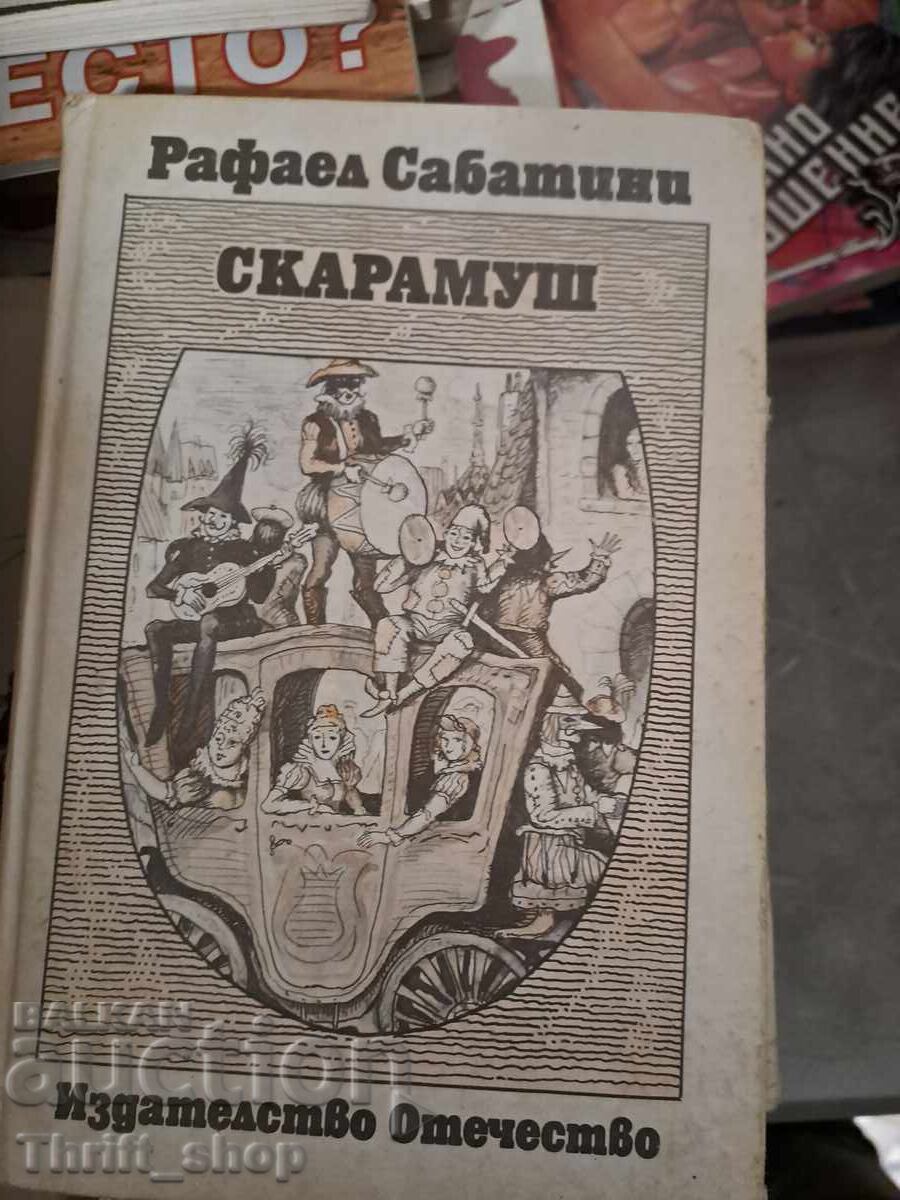 ЕСТО?
Рафаел Сабатини
СКАРАМУШ
Издателство Отечество
BALKAN
auction
Thrift_shop